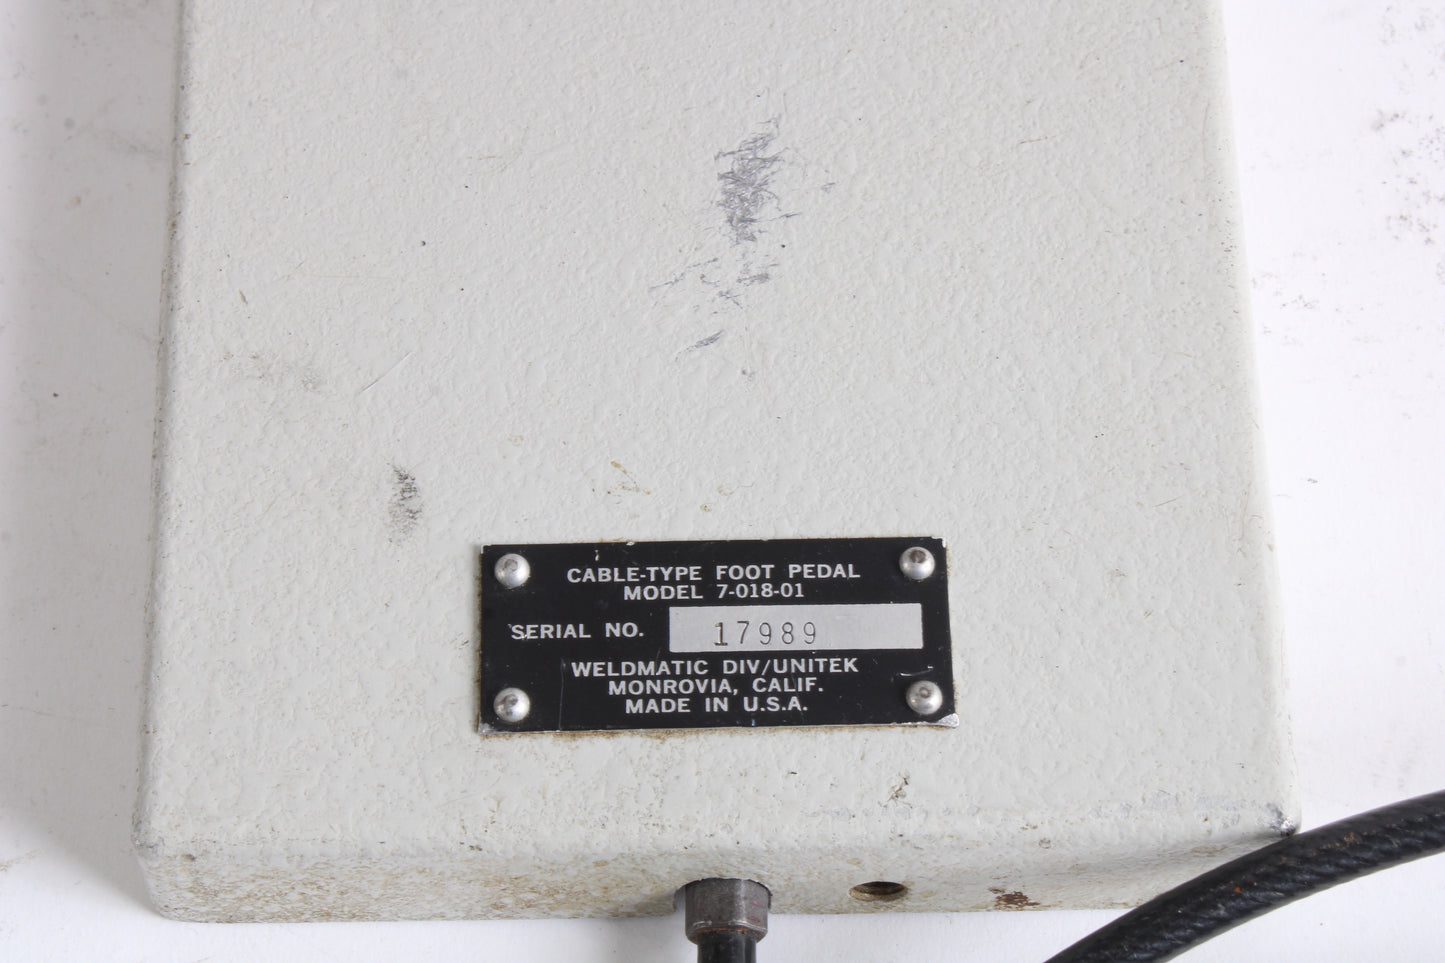 CABLE-TYPE FOOT PEDAL
MODEL 7-018-01
SERIAL NO. 17989
WELDMATIC DIV/UNITEK
MONROVIA, CALIF.
MADE IN U.S.A.